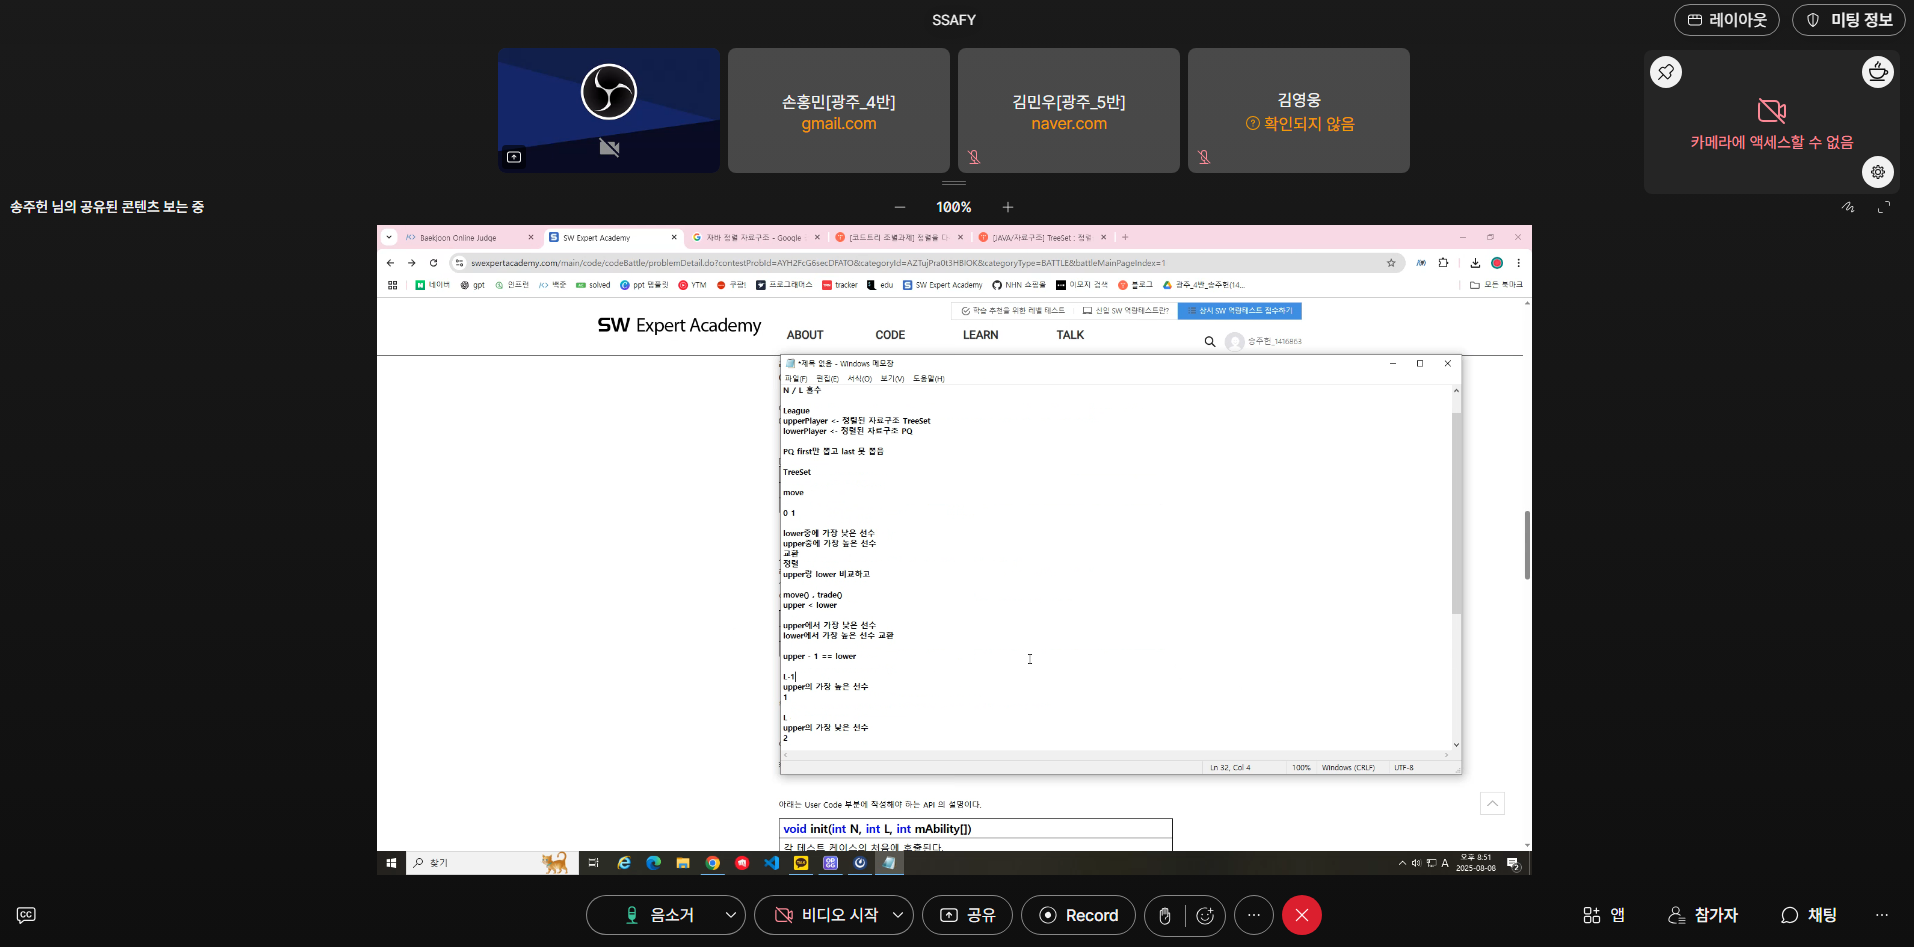 SSAFY
레이아웃
미팅 정보
손홍민[광주_4반]
gmail.com
김민우[광주_5반]
naver.com
김영웅
확인되지 않음
카메라에 액세스할 수 없음
송주헌 님의 공유된 콘텐츠 보는 중
100%
Baekjoon Online Judge
SW Expert Academy
자바 정렬 자료구조 - Google
[코드트리 조별과제] 정렬을 다
[JAVA/자료구조] TreeSet : 정렬
swexpertacademy.com/main/code/codeBattle/problemDetail.do?contestProbId=AYH2FcG6secDFATO&categoryId=AZTujPra0t3HBIOK&categoryType=BATTLE&battleMainPageIndex=1
네이버
gpt
인프런
백준
solved
ppt 템플릿
YTM
쿠팡!
프로그래머스
tracker
edu
SW Expert Academy
NHN 쇼핑몰
이모지 검색
블로그
광주_4반_송주헌(14...
모든 북마크
학습 추천을 위한 레벨 테스트
신입 SW 역량테스트란?
상시 SW 역량테스트 접수하기
SW Expert Academy
ABOUT
CODE
LEARN
TALK
송주헌_1416863
*제목 없음 - Windows 메모장
파일(F) 편집(E) 서식(O) 보기(V) 도움말(H)
N / L 홀수
League
upperPlayer <- 정렬된 자료구조 TreeSet
lowerPlayer <- 정렬된 자료구조 PQ
PQ first만 뽑고 last 못 뽑음
TreeSet
move
0 1
lower중에 가장 낮은 선수
upper중에 가장 높은 선수
교환
정렬
upper랑 lower 비교하고
move() , trade()
upper < lower
upper에서 가장 낮은 선수
lower에서 가장 높은 선수 교환
upper - 1 == lower
L-1
upper의 가장 높은 선수
1
L
upper의 가장 낮은 선수
2
Ln 32, Col 4
100%
Windows (CRLF)
UTF-8
아래는 User Code 부분에 작성해야 하는 API 의 설명이다.
void init(int N, int L, int mAbility[])
각 테스트 케이스의 처음에 호출된다.
찾기
A
오후 8:51
2025-08-08
2
음소거
비디오 시작
공유
Record
앱
참가자
채팅